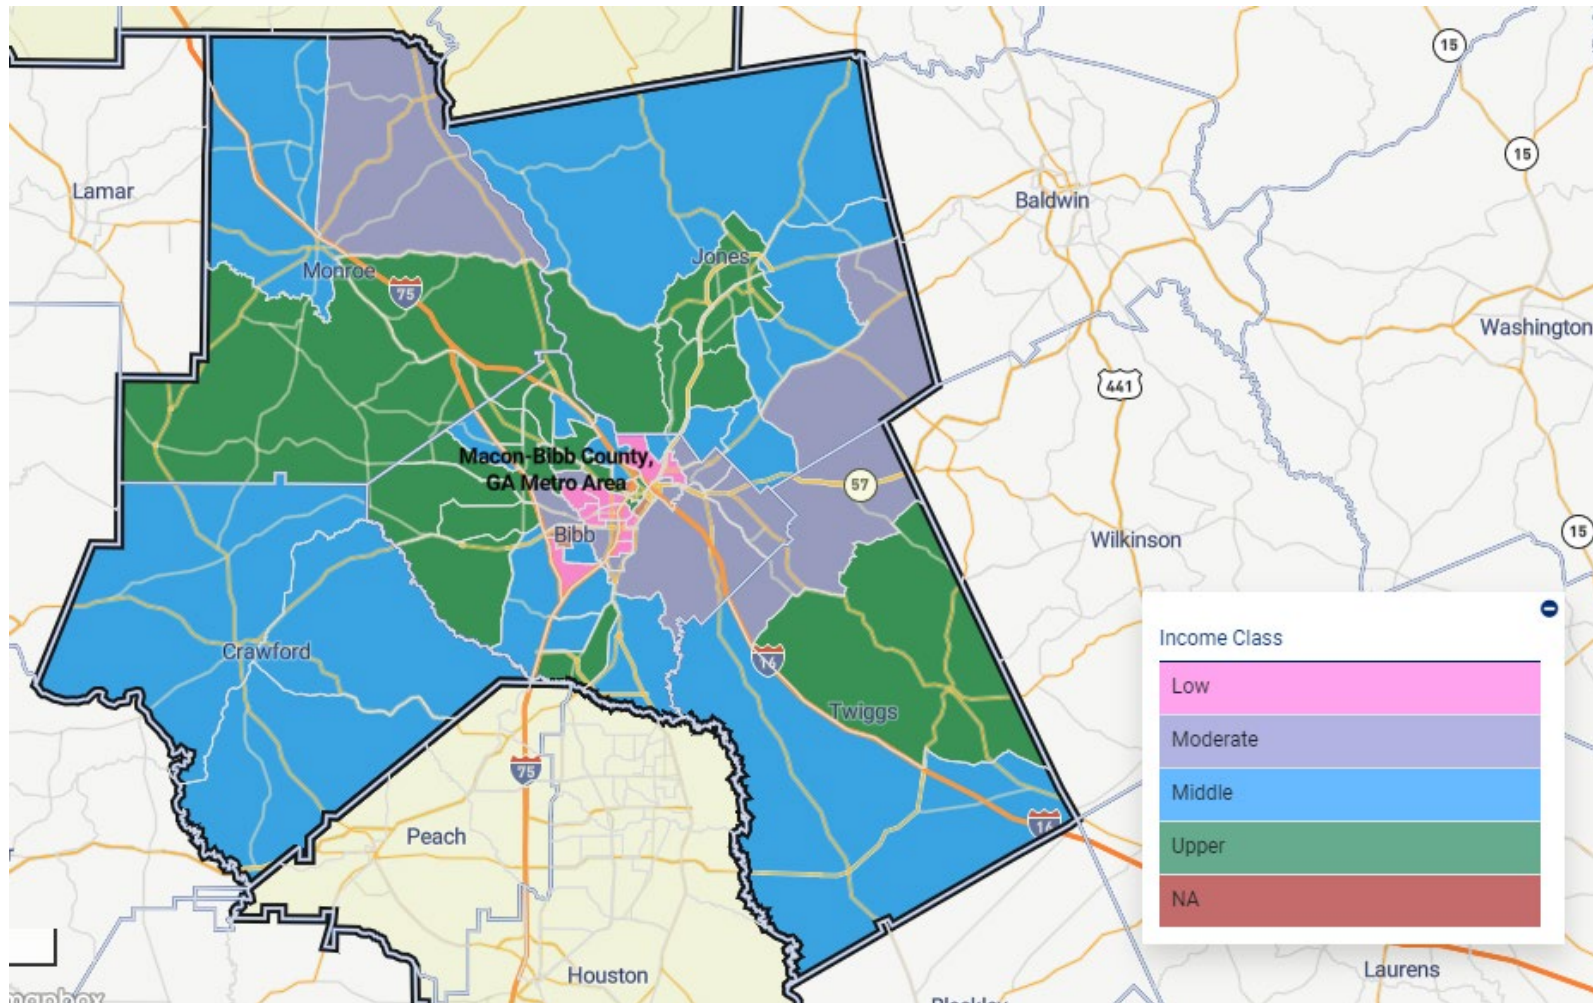 15
15
Lamar
Baldwin
Jones
Monroe
75
Washington
441
Macon-Bibb County,
GA Metro Area
57
Bibb
15
Wilkinson
Income Class
Crawford
16
Low
Twiggs
Moderate
75
Middle
16
Peach
Upper
NA
Houston
Laurens
mapbox